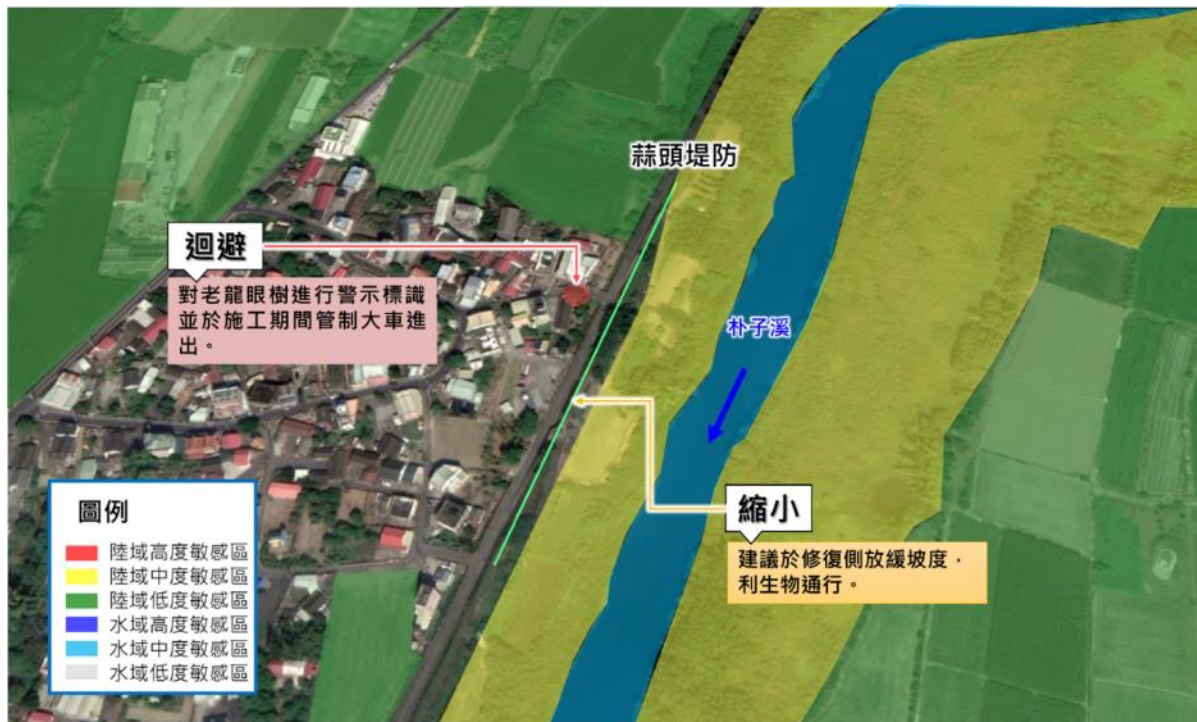 蒜頭堤防
迴避
對老龍眼樹進行警示標識
並於施工期間管制大車進
出。
朴子溪
縮小
建議於修復側放緩坡度，
利生物通行。
圖例
陸域高度敏感區
陸域中度敏感區
陸域低度敏感區
水域高度敏感區
水域中度敏感區
水域低度敏感區